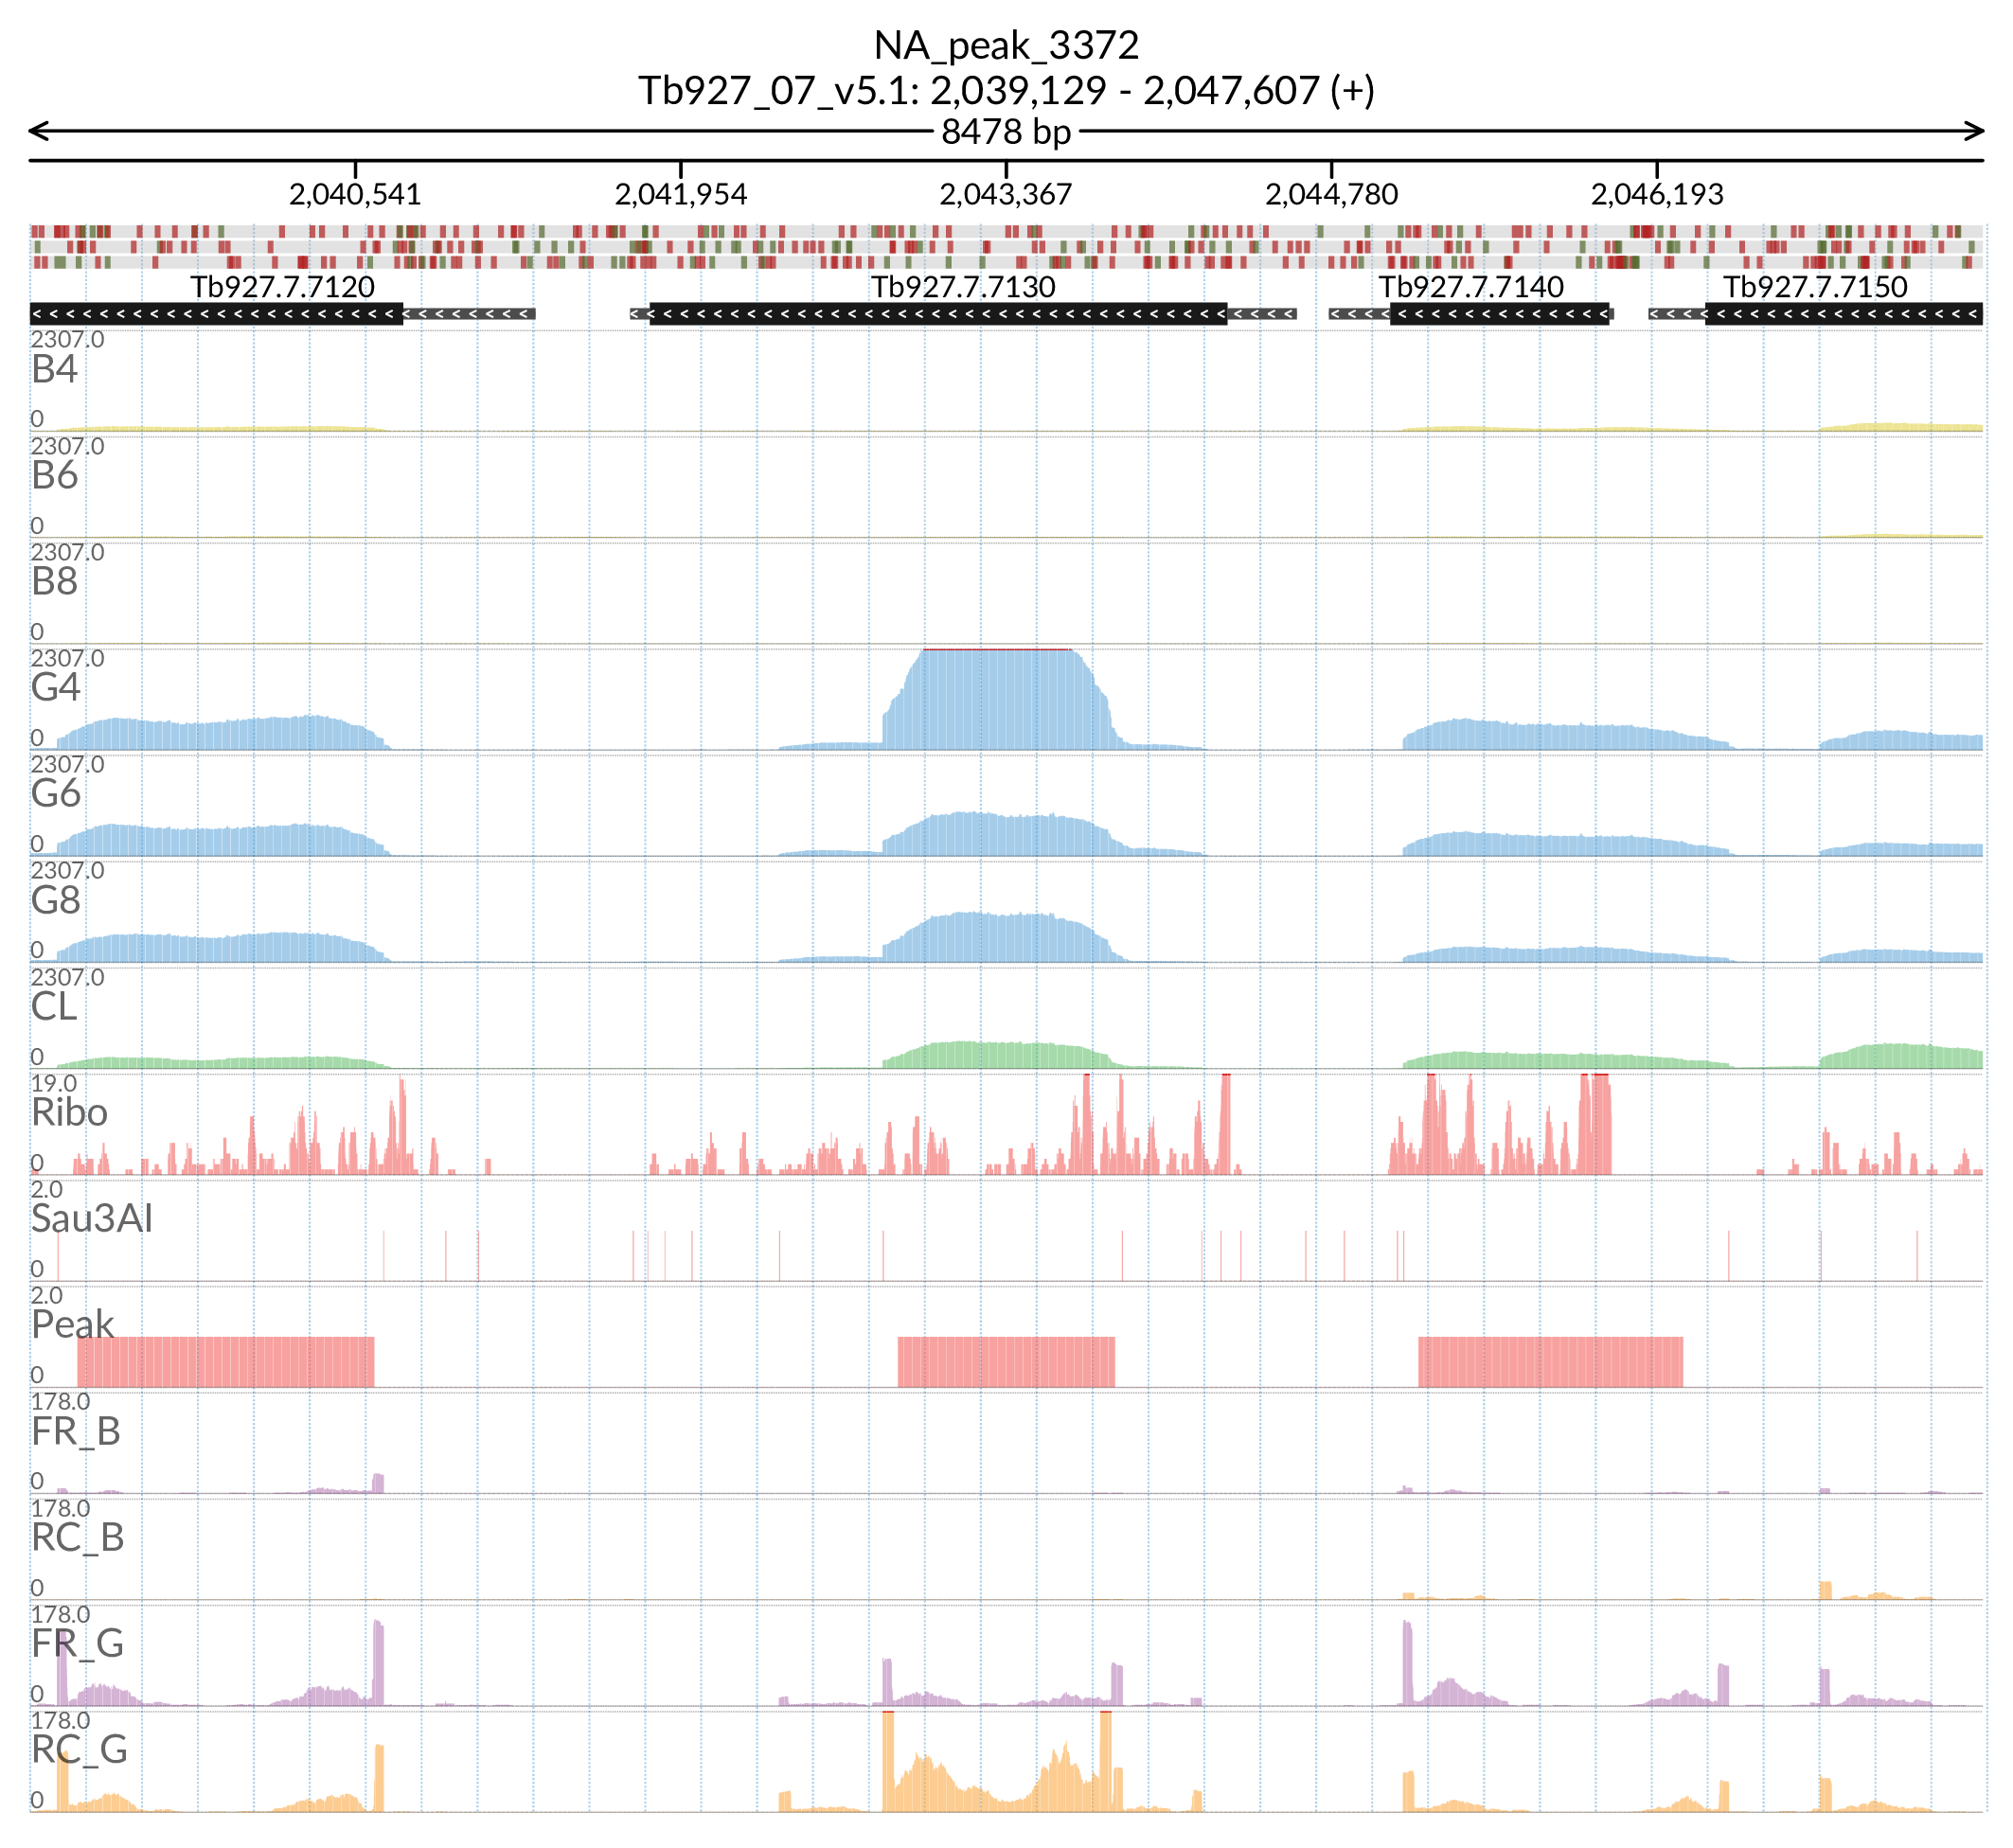 NA_peak_3372
Tb927_07_v5.1: 2,039,129 - 2,047,607 (+)
8478 bp
2,040,541 2,041,954 2,043,367 2,044,780 2,046,193
Tb927.7.7120 Tb927.7.7130 Tb927.7.7140 Tb927.7.7150
2307.0
B4
0
2307.0
B6
0
2307.0
B8
0
2307.0
G4
0
2307.0
G6
0
2307.0
G8
0
2307.0
CL
0
19.0
Ribo
0
2.0
Sau3AI
0
2.0
Peak
0
178.0
FR_B
0
178.0
RC_B
0
178.0
FR_G
0
178.0
RC_G
0